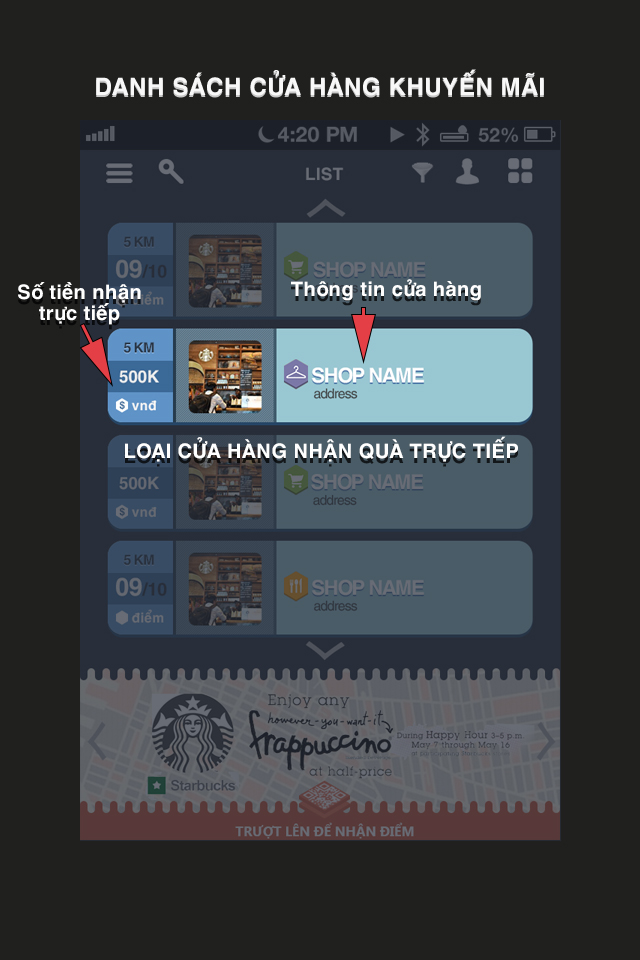 DANH SÁCH CỬA HÀNG KHUYẾN MÃI
4:20 PM 52%
LIST
5 KM
09/10
điểm
SHOP NAME
Số tiền nhận
trực tiếp
Thông tin cửa hàng
5 KM
500K
$ vnđ
SHOP NAME
address
LOẠI CỬA HÀNG NHẬN QUÀ TRỰC TIẾP
500K
$ vnđ
SHOP NAME
address
5 KM
09/10
điểm
SHOP NAME
address
Enjoy any
however-you-want-it
frappuccino
at half-price
During Happy Hour 3-5 p.m.
May 7 through May 16
Starbucks
TRƯỢT LÊN ĐỂ NHẬN ĐIỂM